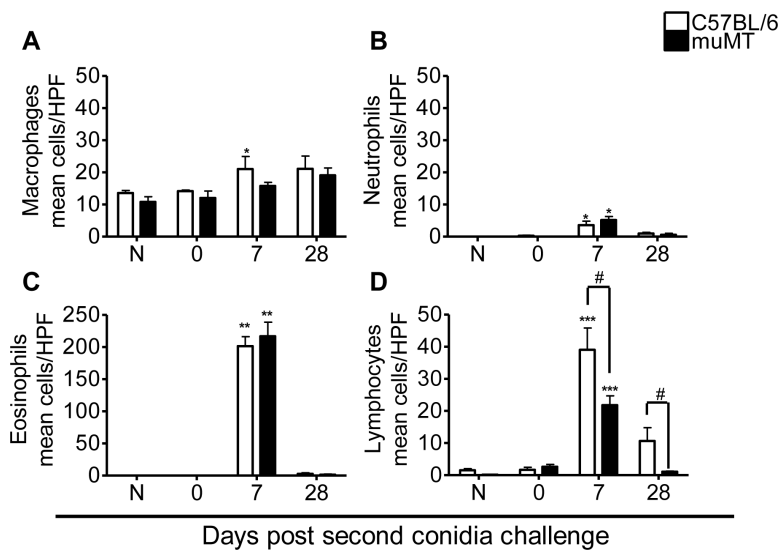 C57BL/6
muMT
A
Macrophages
mean cells/HPF
50
40
30
20
10
0
*
N 0 7 28
B
Neutrophils
mean cells/HPF
50
40
30
20
10
0
* *
N 0 7 28
C
Eosinophils
mean cells/HPF
250
200
150
100
50
0
** **
N 0 7 28
D
Lymphocytes
mean cells/HPF
50
40
30
20
10
0
#
***
***
#
N 0 7 28
Days post second conidia challenge